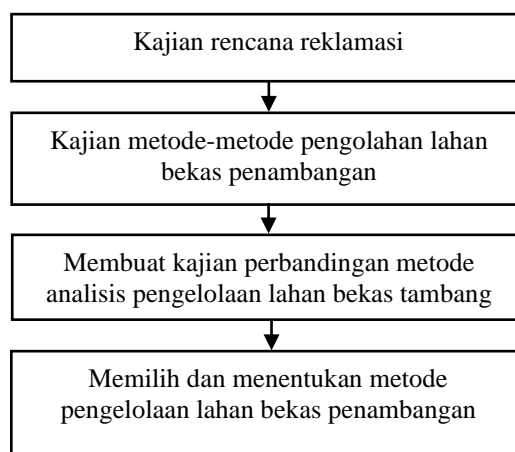 Kajian rencana reklamasi
Kajian metode-metode pengolahan lahan
bekas penambangan
Membuat kajian perbandingan metode
analisis pengelolaan lahan bekas tambang
Memilih dan menentukan metode
pengelolaan lahan bekas penambangan